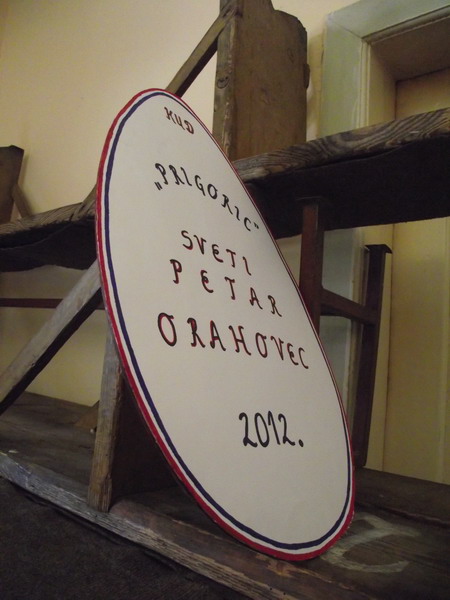 KUD
„PRIGORIC"
SVETI
PETAR
ORAHOVEC
2012.